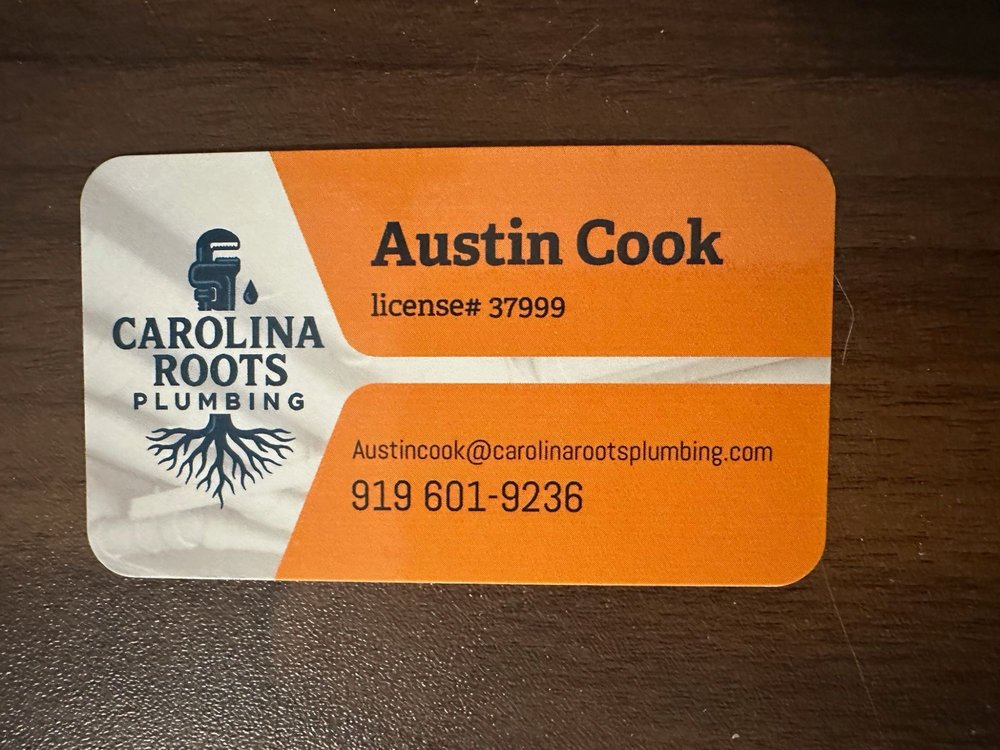 CAROLINA
ROOTS
PLUMBING
Austin Cook
license# 37999
Austincook@carolinarootsplumbing.com
919 601-9236